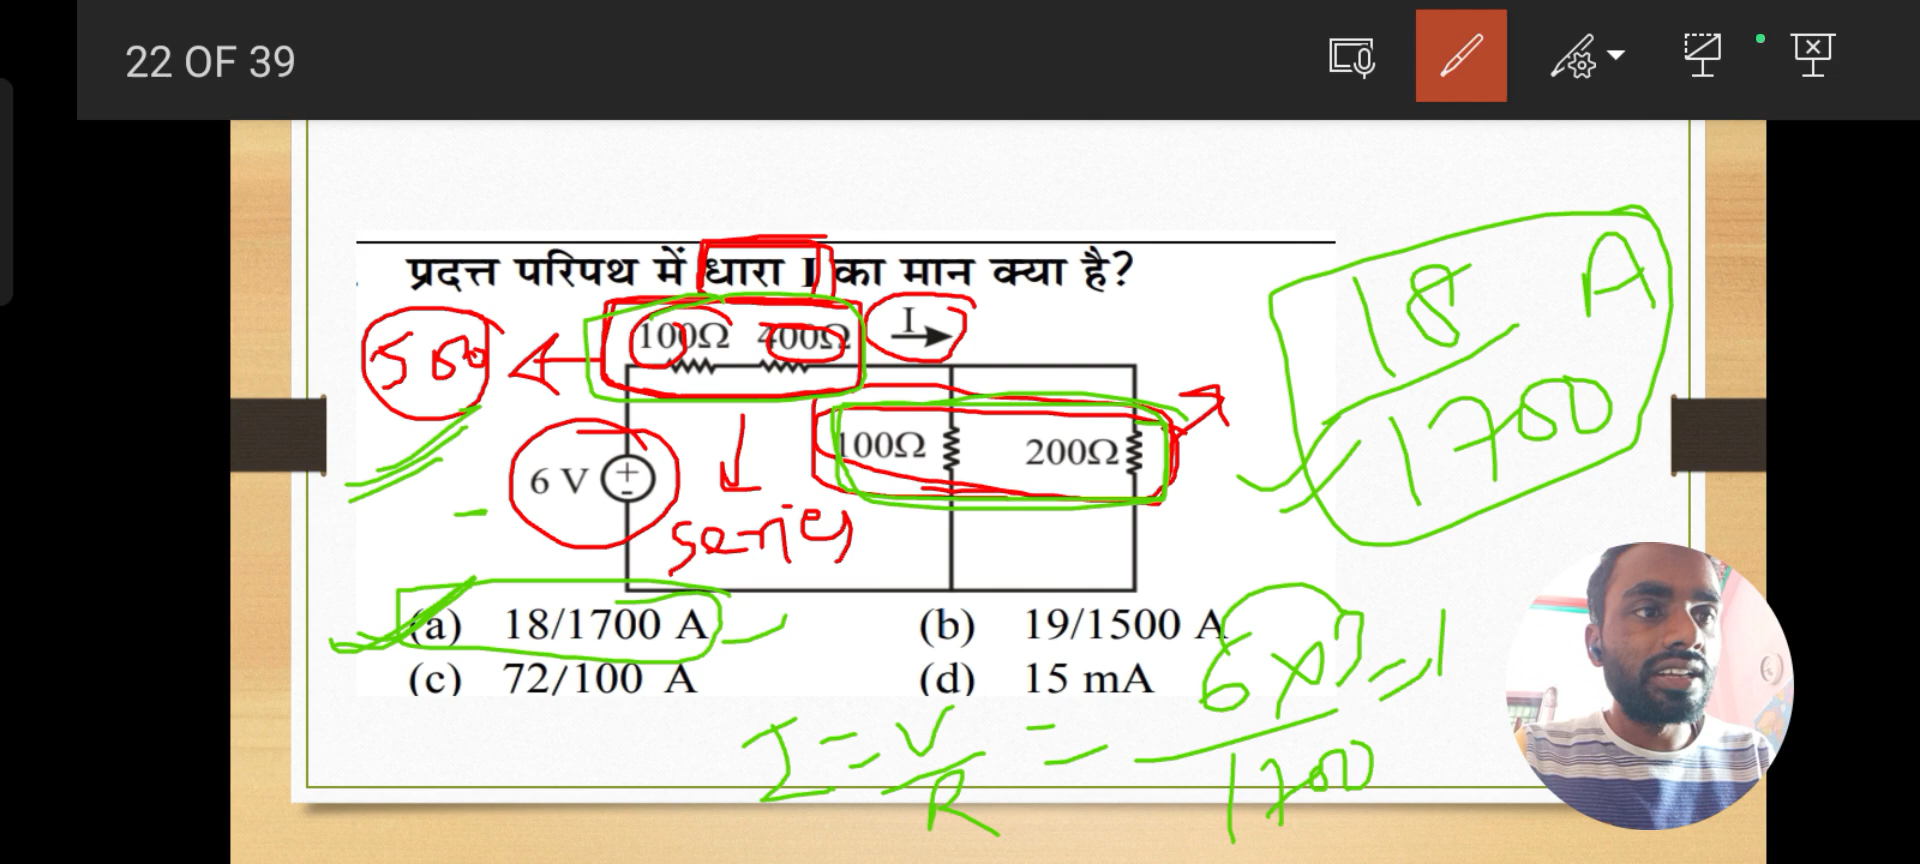 22 OF 39
प्रदत्त परिपथ में धारा I का मान क्या है?
100Ω 400Ω I
500
100Ω 200Ω
6 V
+
-
series
18 A
1700
(a) 18/1700 A (b) 19/1500 A
(c) 72/100 A (d) 15 mA
I = V/R = 6×3/1700 =